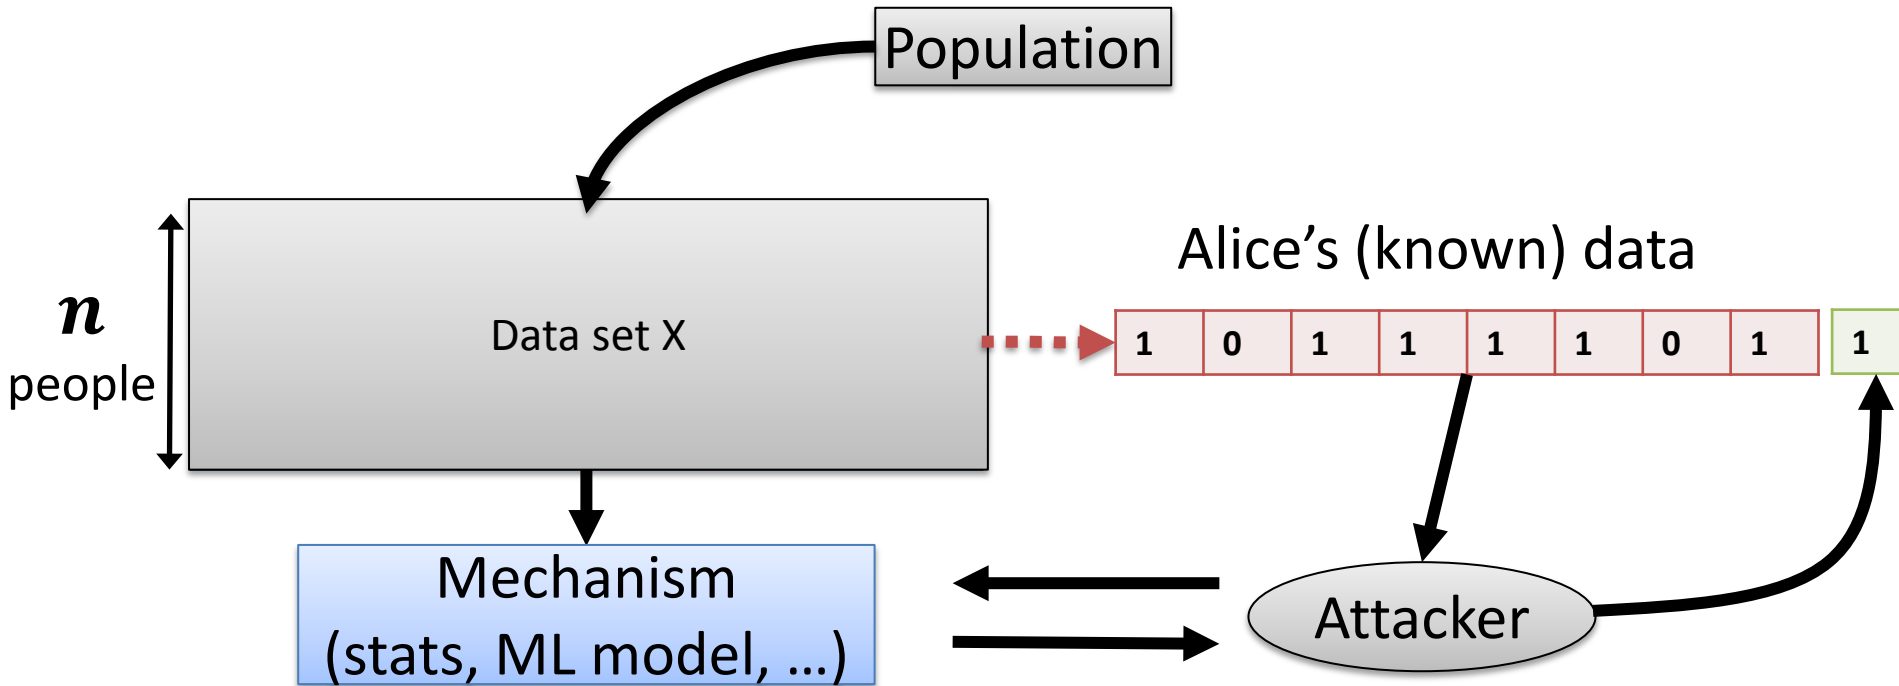 Population
Alice’s (known) data
n
people
Data set X
1 0 1 1 1 1 0 1 1
Mechanism
(stats, ML model, …)
Attacker